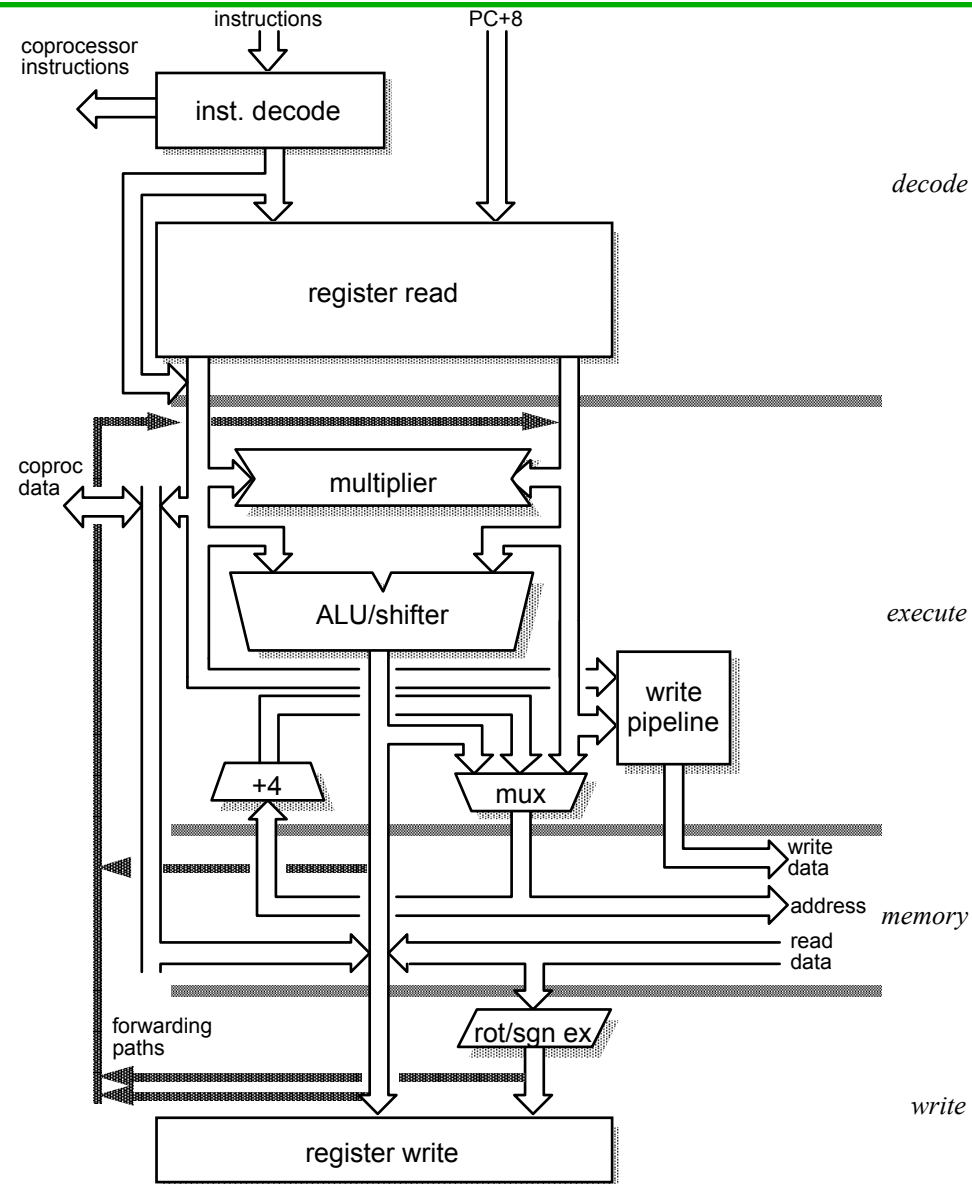 instructions
PC+8
coprocessor
instructions
inst. decode
decode
register read
coproc
data
multiplier
ALU/shifter
execute
write
pipeline
+4
mux
write
data
address
memory
read
data
forwarding
paths
rot/sgn ex
write
register write